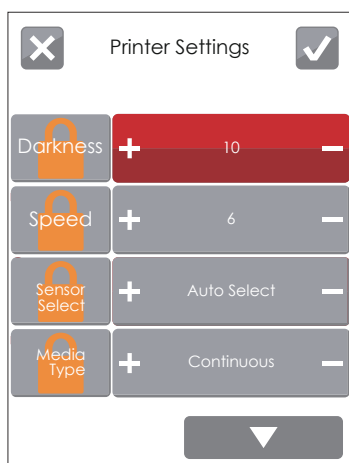 Printer Settings
Darkness
10
Speed
6
Sensor
Select
Auto Select
Media
Type
Continuous